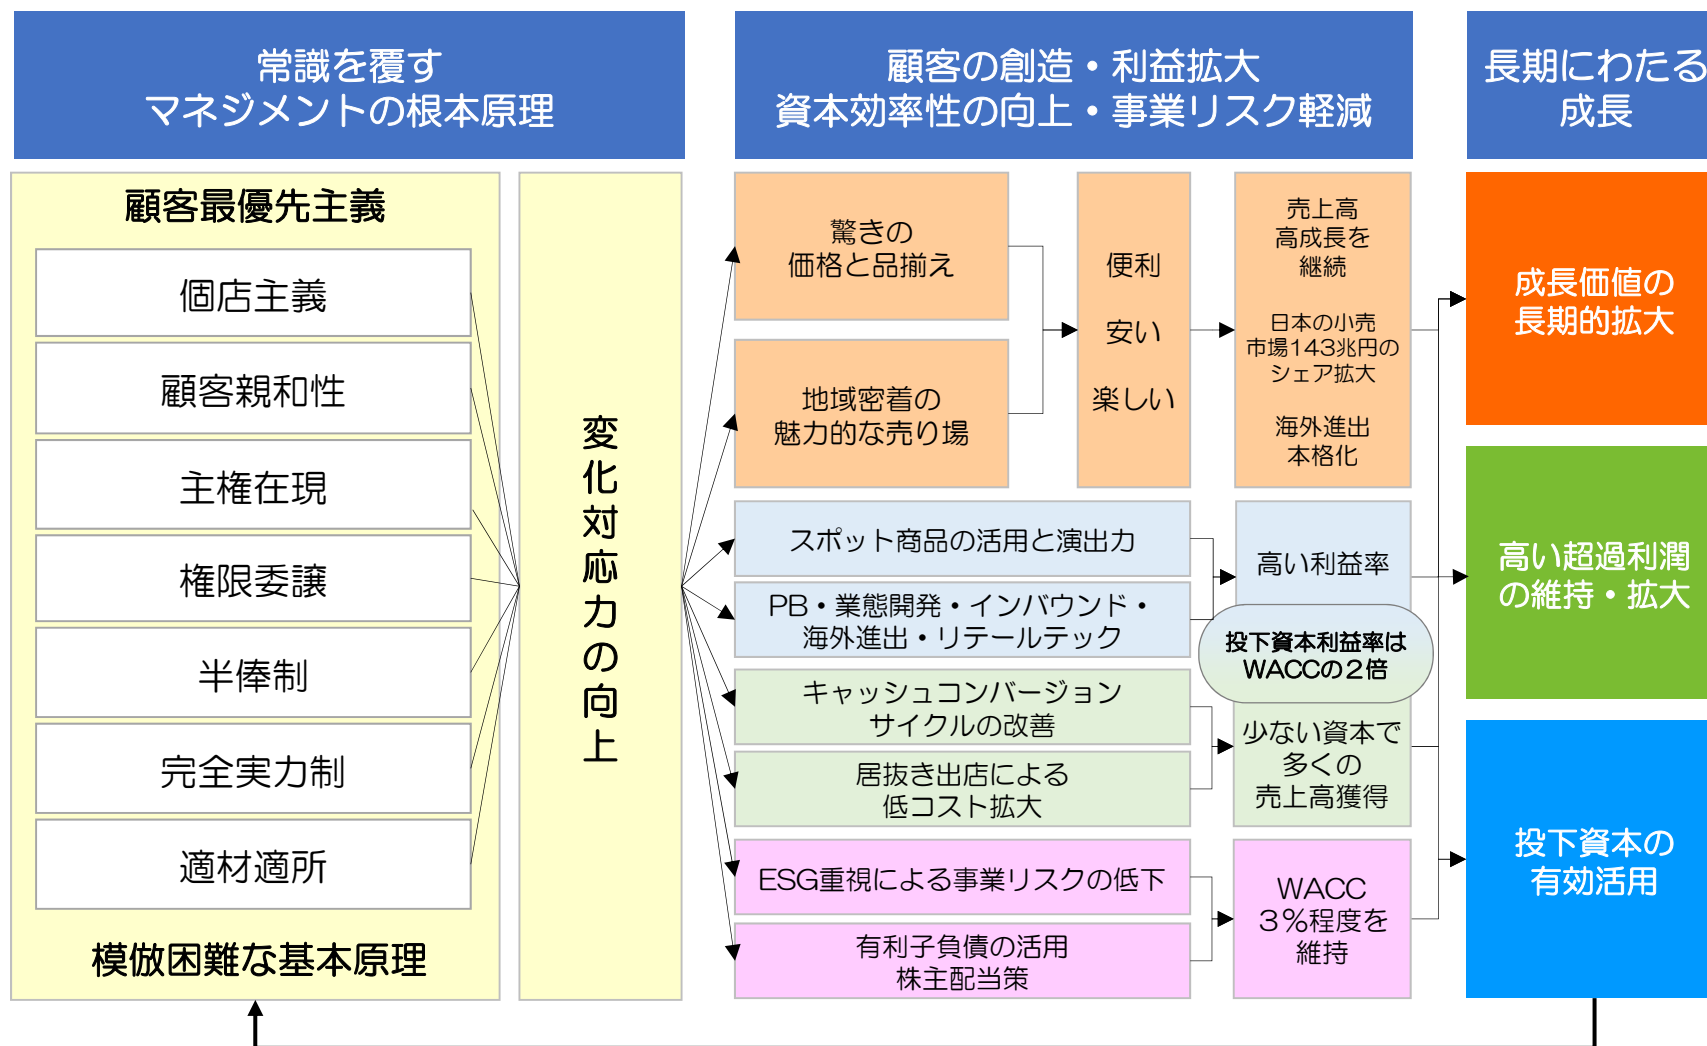 常識を覆す
マネジメントの根本原理
顧客の創造・利益拡大
資本効率性の向上・事業リスク軽減
長期にわたる
成長
顧客最優先主義
個店主義
顧客親和性
主権在現
権限委譲
半俸制
完全実力制
適材適所
模倣困難な基本原理
変化対応力の向上
驚きの
価格と品揃え
地域密着の
魅力的な売り場
便利
安い
楽しい
売上高
高成長を
継続
日本の小売
市場143兆円の
シェア拡大
海外進出
本格化
スポット商品の活用と演出力
PB・業態開発・インバウンド・
海外進出・リテールテック
高い利益率
投下資本利益率は
WACCの2倍
キャッシュコンバージョン
サイクルの改善
居抜き出店による
低コスト拡大
少ない資本で
多くの
売上高獲得
ESG重視による事業リスクの低下
有利子負債の活用
株主配当策
WACC
3%程度を
維持
成長価値の
長期的拡大
高い超過利潤
の維持・拡大
投下資本の
有効活用